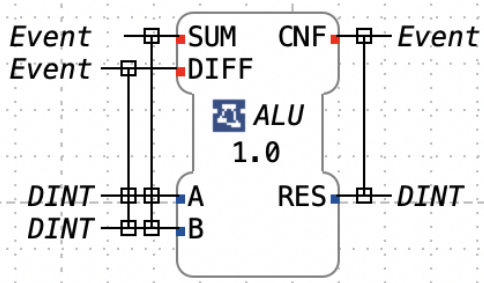 Event SUM CNF Event
Event DIFF
ALU
1.0
DINT A RES DINT
DINT B